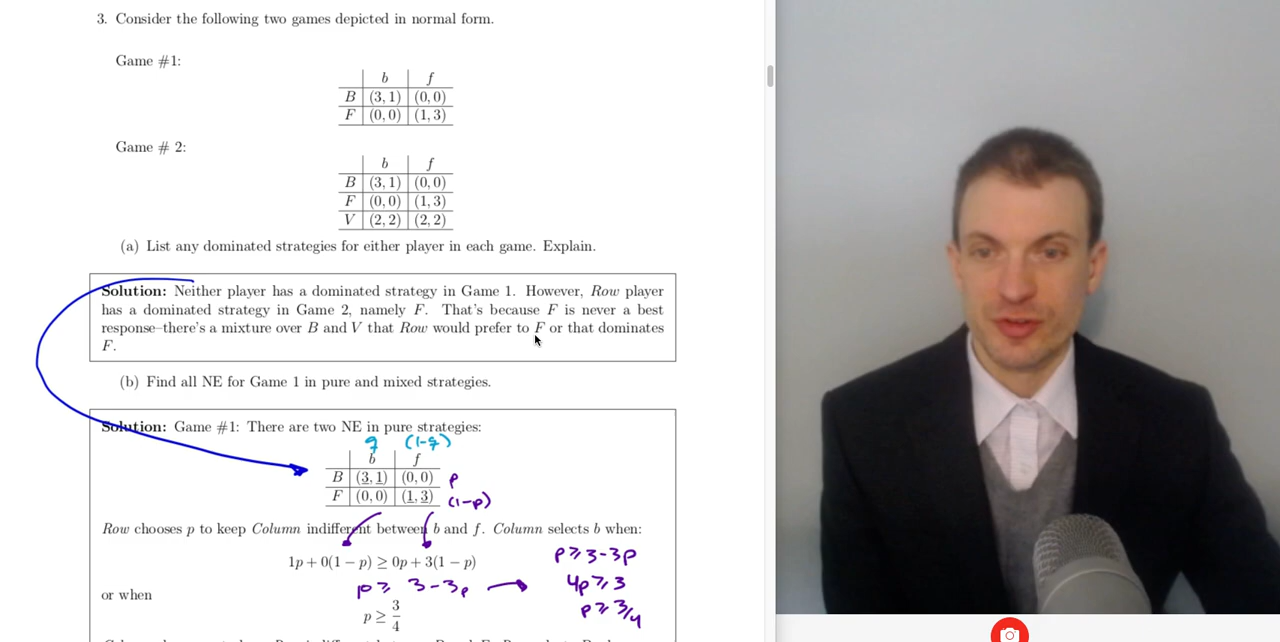 3. Consider the following two games depicted in normal form.
Game #1:
b f
B (3, 1) (0, 0)
F (0, 0) (1, 3)
Game # 2:
b f
B (3, 1) (0, 0)
F (0, 0) (1, 3)
V (2, 2) (2, 2)
(a) List any dominated strategies for either player in each game. Explain.
Solution: Neither player has a dominated strategy in Game 1. However, Row player
has a dominated strategy in Game 2, namely F. That's because F is never a best
response–there's a mixture over B and V that Row would prefer to F or that dominates
F.
(b) Find all NE for Game 1 in pure and mixed strategies.
Solution: Game #1: There are two NE in pure strategies:
q (1-q)
b f
B (3, 1) (0, 0) p
F (0, 0) (1, 3) (1-p)
Row chooses p to keep Column indifferent between b and f. Column selects b when:
1p + 0(1 − p) ≥ 0p + 3(1 − p) p ≥ 3-3p
p ≥ 3-3p 4p ≥ 3
or when p ≥ 3/4
p ≥ 3/4